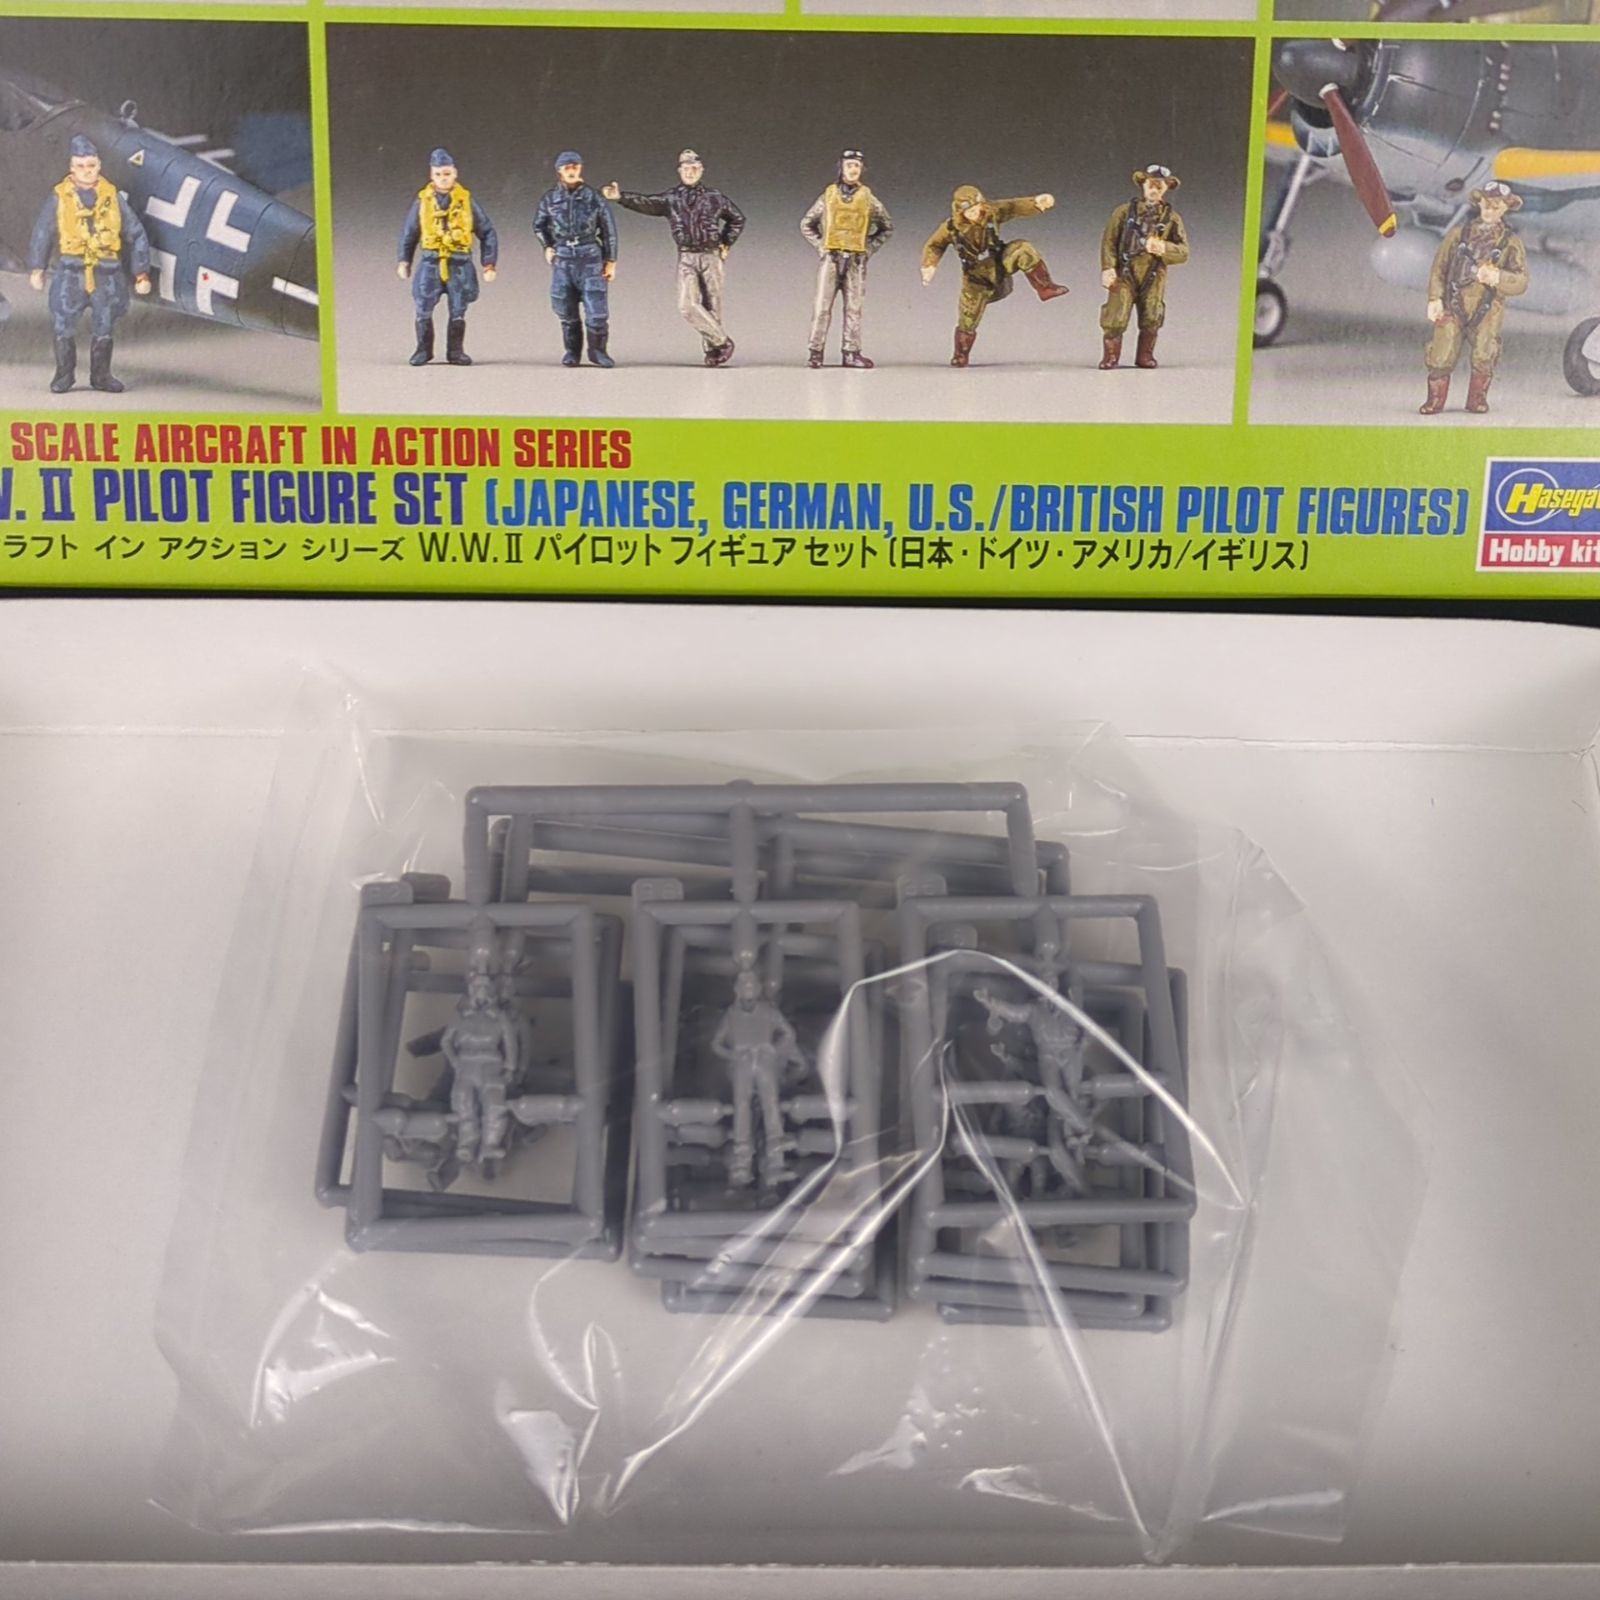 SCALE AIRCRAFT IN ACTION SERIES
W. II PILOT FIGURE SET (JAPANESE, GERMAN, U.S./BRITISH PILOT FIGURES)
ラフト イン アクション シリーズ W.W.II パイロット フィギュア セット (日本・ドイツ・アメリカ/イギリス)
Hasega
Hobby kit